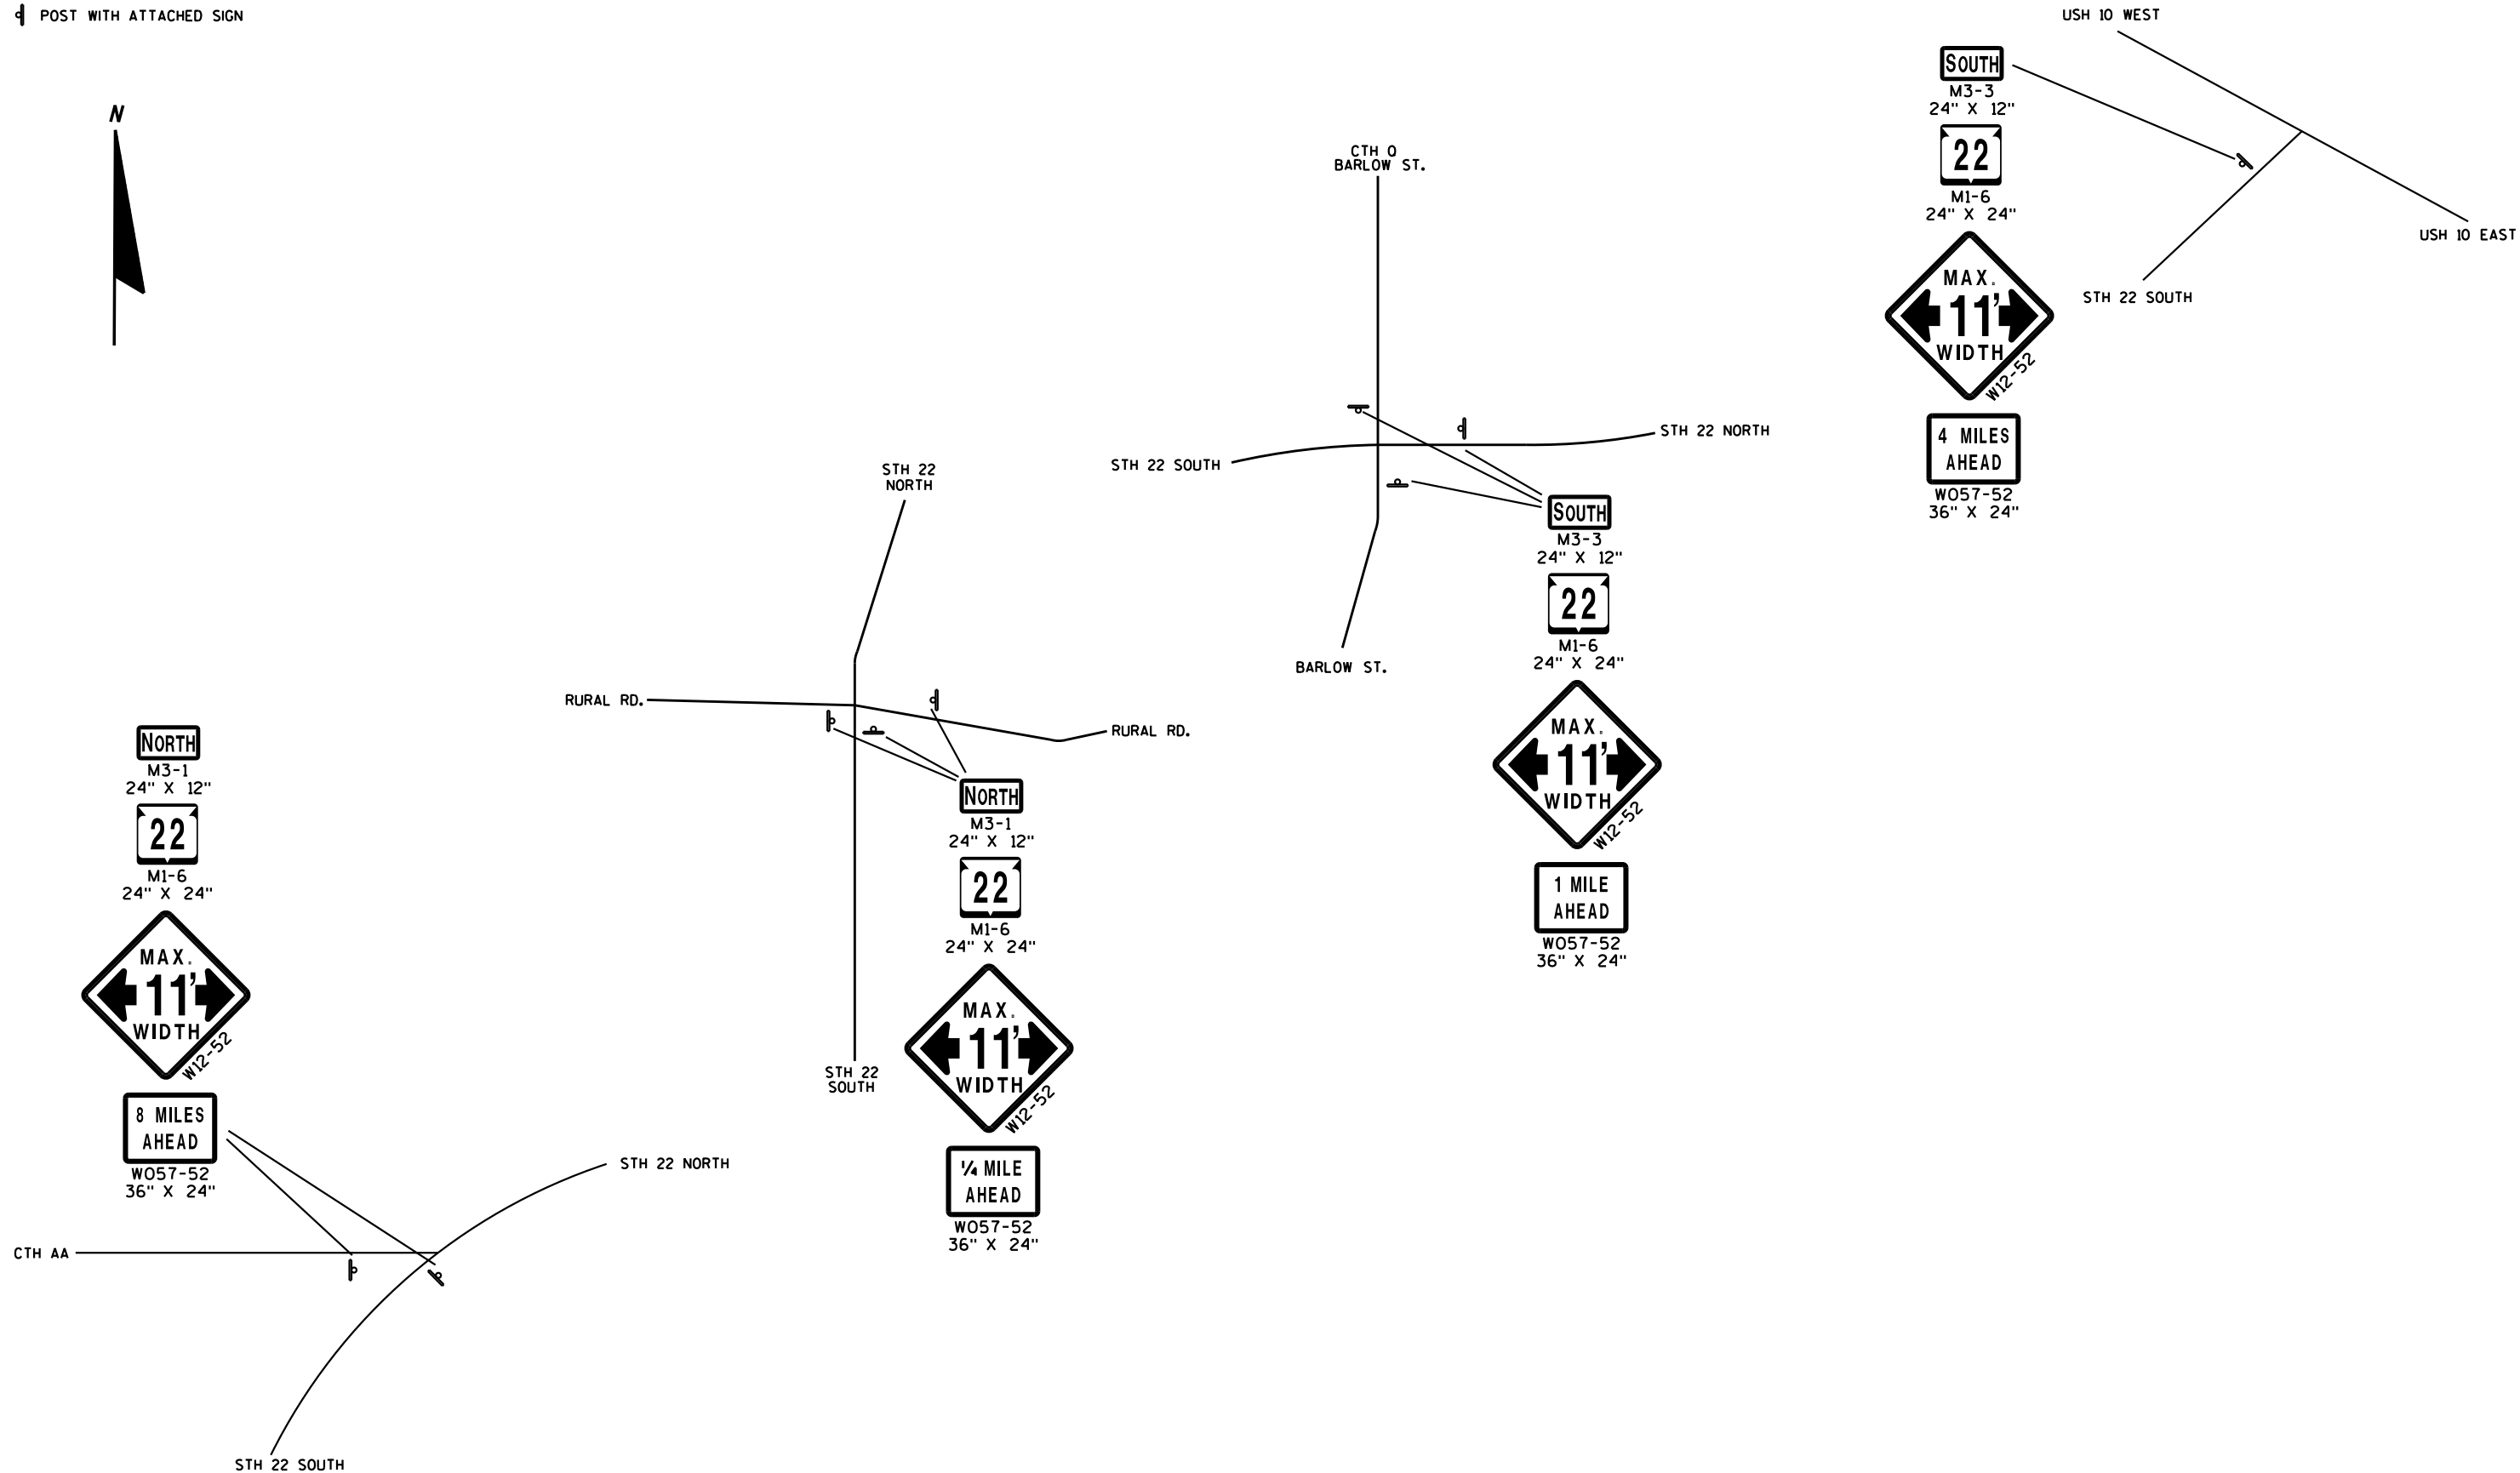 POST WITH ATTACHED SIGN
N
USH 10 WEST
SOUTH
M3-3
24" X 12"
22
M1-6
24" X 24"
MAX.
11'
WIDTH
W12-52
4 MILES
AHEAD
WO57-52
36" X 24"
USH 10 EAST
STH 22 SOUTH
CTH Q
BARLOW ST.
STH 22 NORTH
STH 22 SOUTH
BARLOW ST.
SOUTH
M3-3
24" X 12"
22
M1-6
24" X 24"
MAX.
11'
WIDTH
W12-52
1 MILE
AHEAD
WO57-52
36" X 24"
STH 22
NORTH
RURAL RD.
RURAL RD.
STH 22
SOUTH
NORTH
M3-1
24" X 12"
22
M1-6
24" X 24"
MAX.
11'
WIDTH
W12-52
1/4 MILE
AHEAD
WO57-52
36" X 24"
NORTH
M3-1
24" X 12"
22
M1-6
24" X 24"
MAX.
11'
WIDTH
W12-52
8 MILES
AHEAD
WO57-52
36" X 24"
STH 22 NORTH
CTH AA
STH 22 SOUTH